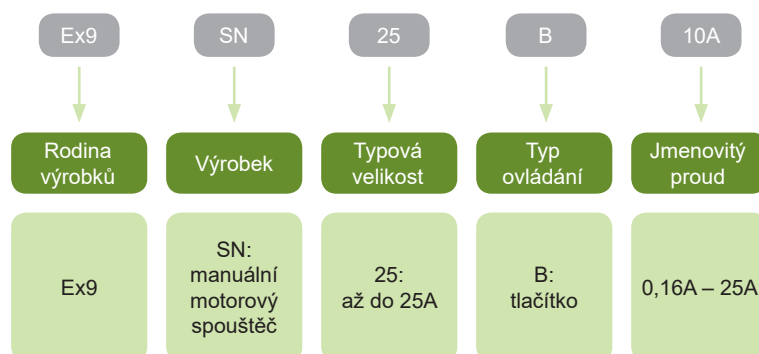 Ex9
SN
25
B
10A
Rodina
výrobků
Výrobek
Typová
velikost
Typ
ovládání
Jmenovitý
proud
Ex9
SN:
manuální
motorový
spouštěč
25:
až do 25A
B:
tlačítko
0,16A – 25A